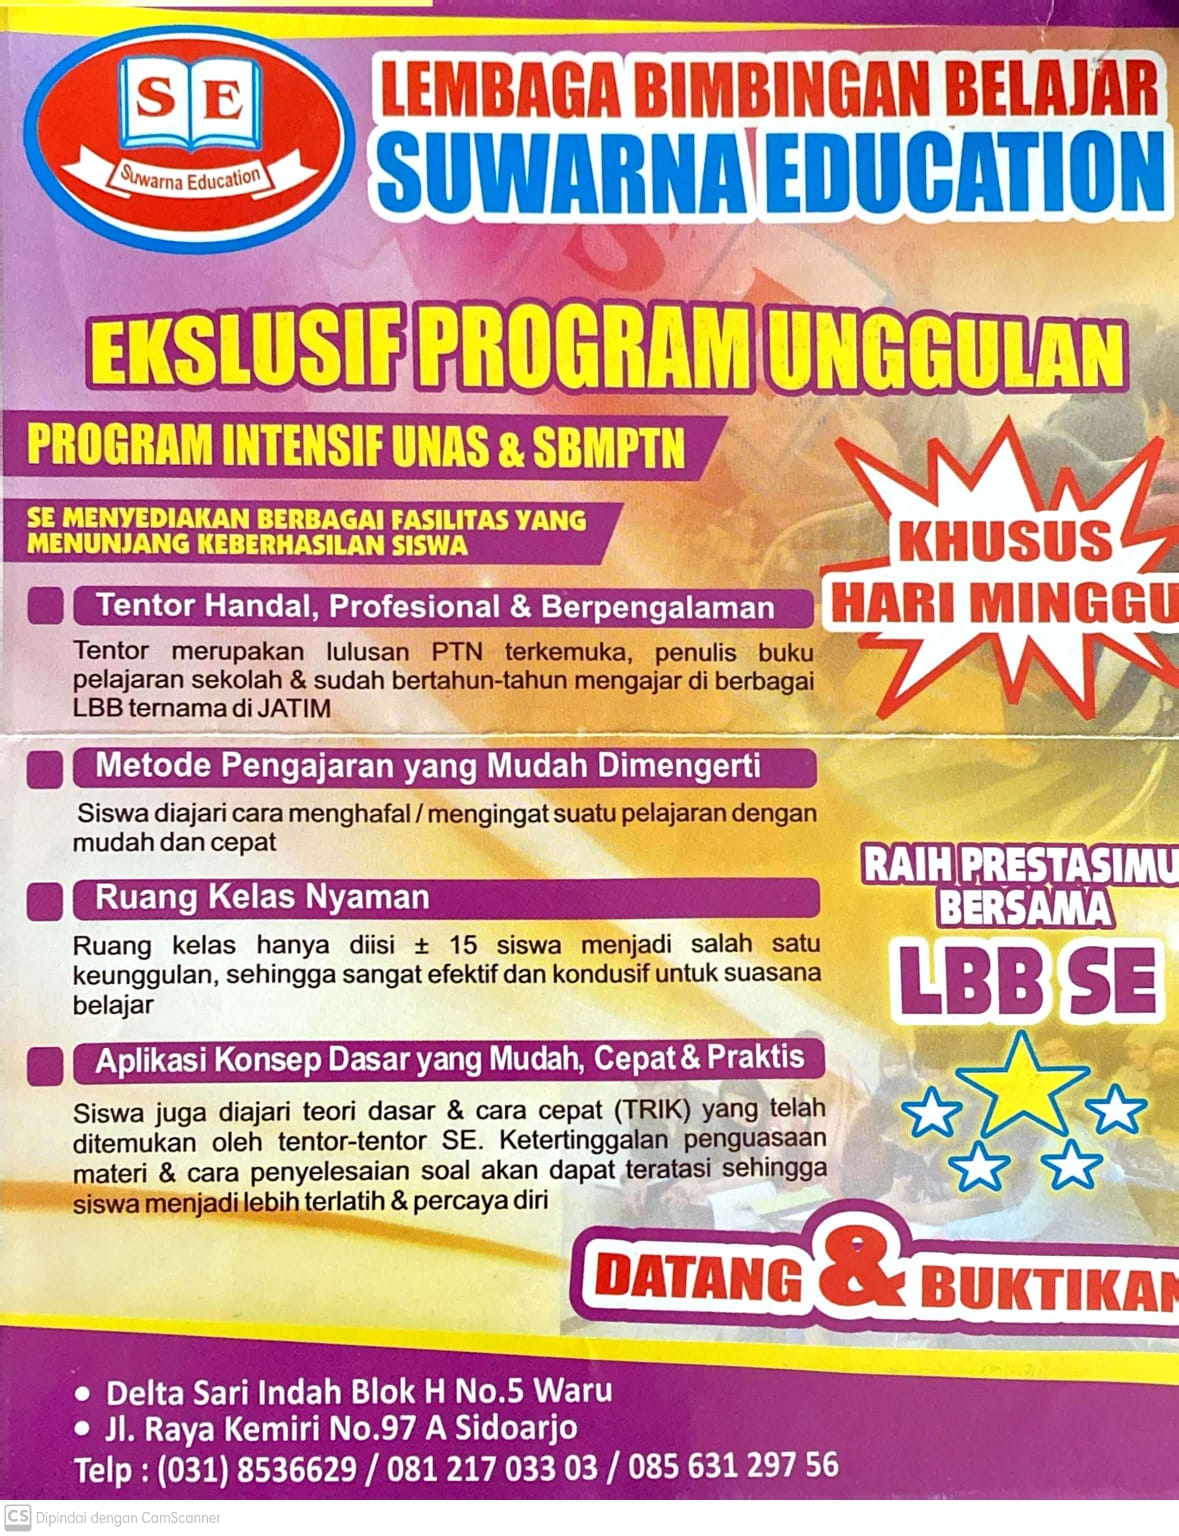 S E
Suwarna Education
LEMBAGA BIMBINGAN BELAJAR
SUWARNA EDUCATION
EKSLUSIF PROGRAM UNGGULAN
PROGRAM INTENSIF UNAS & SBMPTN
SE MENYEDIAKAN BERBAGAI FASILITAS YANG
MENUNJANG KEBERHASILAN SISWA
KHUSUS
HARI MINGGU
Tentor Handal, Profesional & Berpengalaman
Tentor merupakan lulusan PTN terkemuka, penulis buku
pelajaran sekolah & sudah bertahun-tahun mengajar di berbagai
LBB ternama di JATIM
Metode Pengajaran yang Mudah Dimengerti
Siswa diajari cara menghafal / mengingat suatu pelajaran dengan
mudah dan cepat
Ruang Kelas Nyaman
Ruang kelas hanya diisi ± 15 siswa menjadi salah satu
keunggulan, sehingga sangat efektif dan kondusif untuk suasana
belajar
Aplikasi Konsep Dasar yang Mudah, Cepat & Praktis
Siswa juga diajari teori dasar & cara cepat (TRIK) yang telah
ditemukan oleh tentor-tentor SE. Ketertinggalan penguasaan
materi & cara penyelesaian soal akan dapat teratasi sehingga
siswa menjadi lebih terlatih & percaya diri
RAIH PRESTASIMU
BERSAMA
LBB SE
DATANG & BUKTIKAN
• Delta Sari Indah Blok H No.5 Waru
• Jl. Raya Kemiri No.97 A Sidoarjo
Telp : (031) 8536629 / 081 217 033 03 / 085 631 297 56
CS Dipindai dengan CamScanner